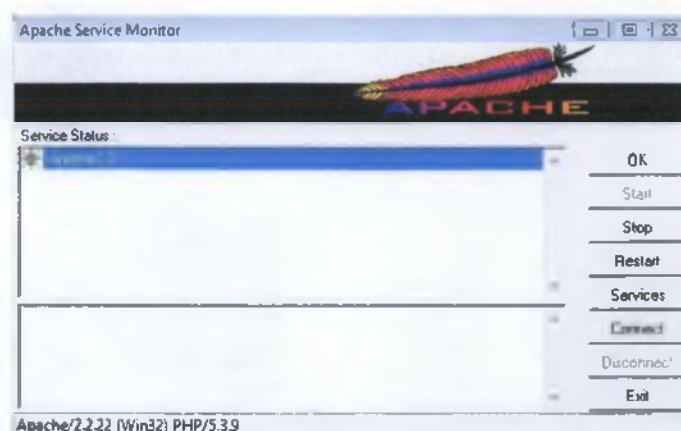 Apache Service Monitor
APACHE
Service Status :
OK
Start
Stop
Restart
Services
Connect
Disconnect
Exit
Apache/2.2.22 (Win32) PHP/5.3.9